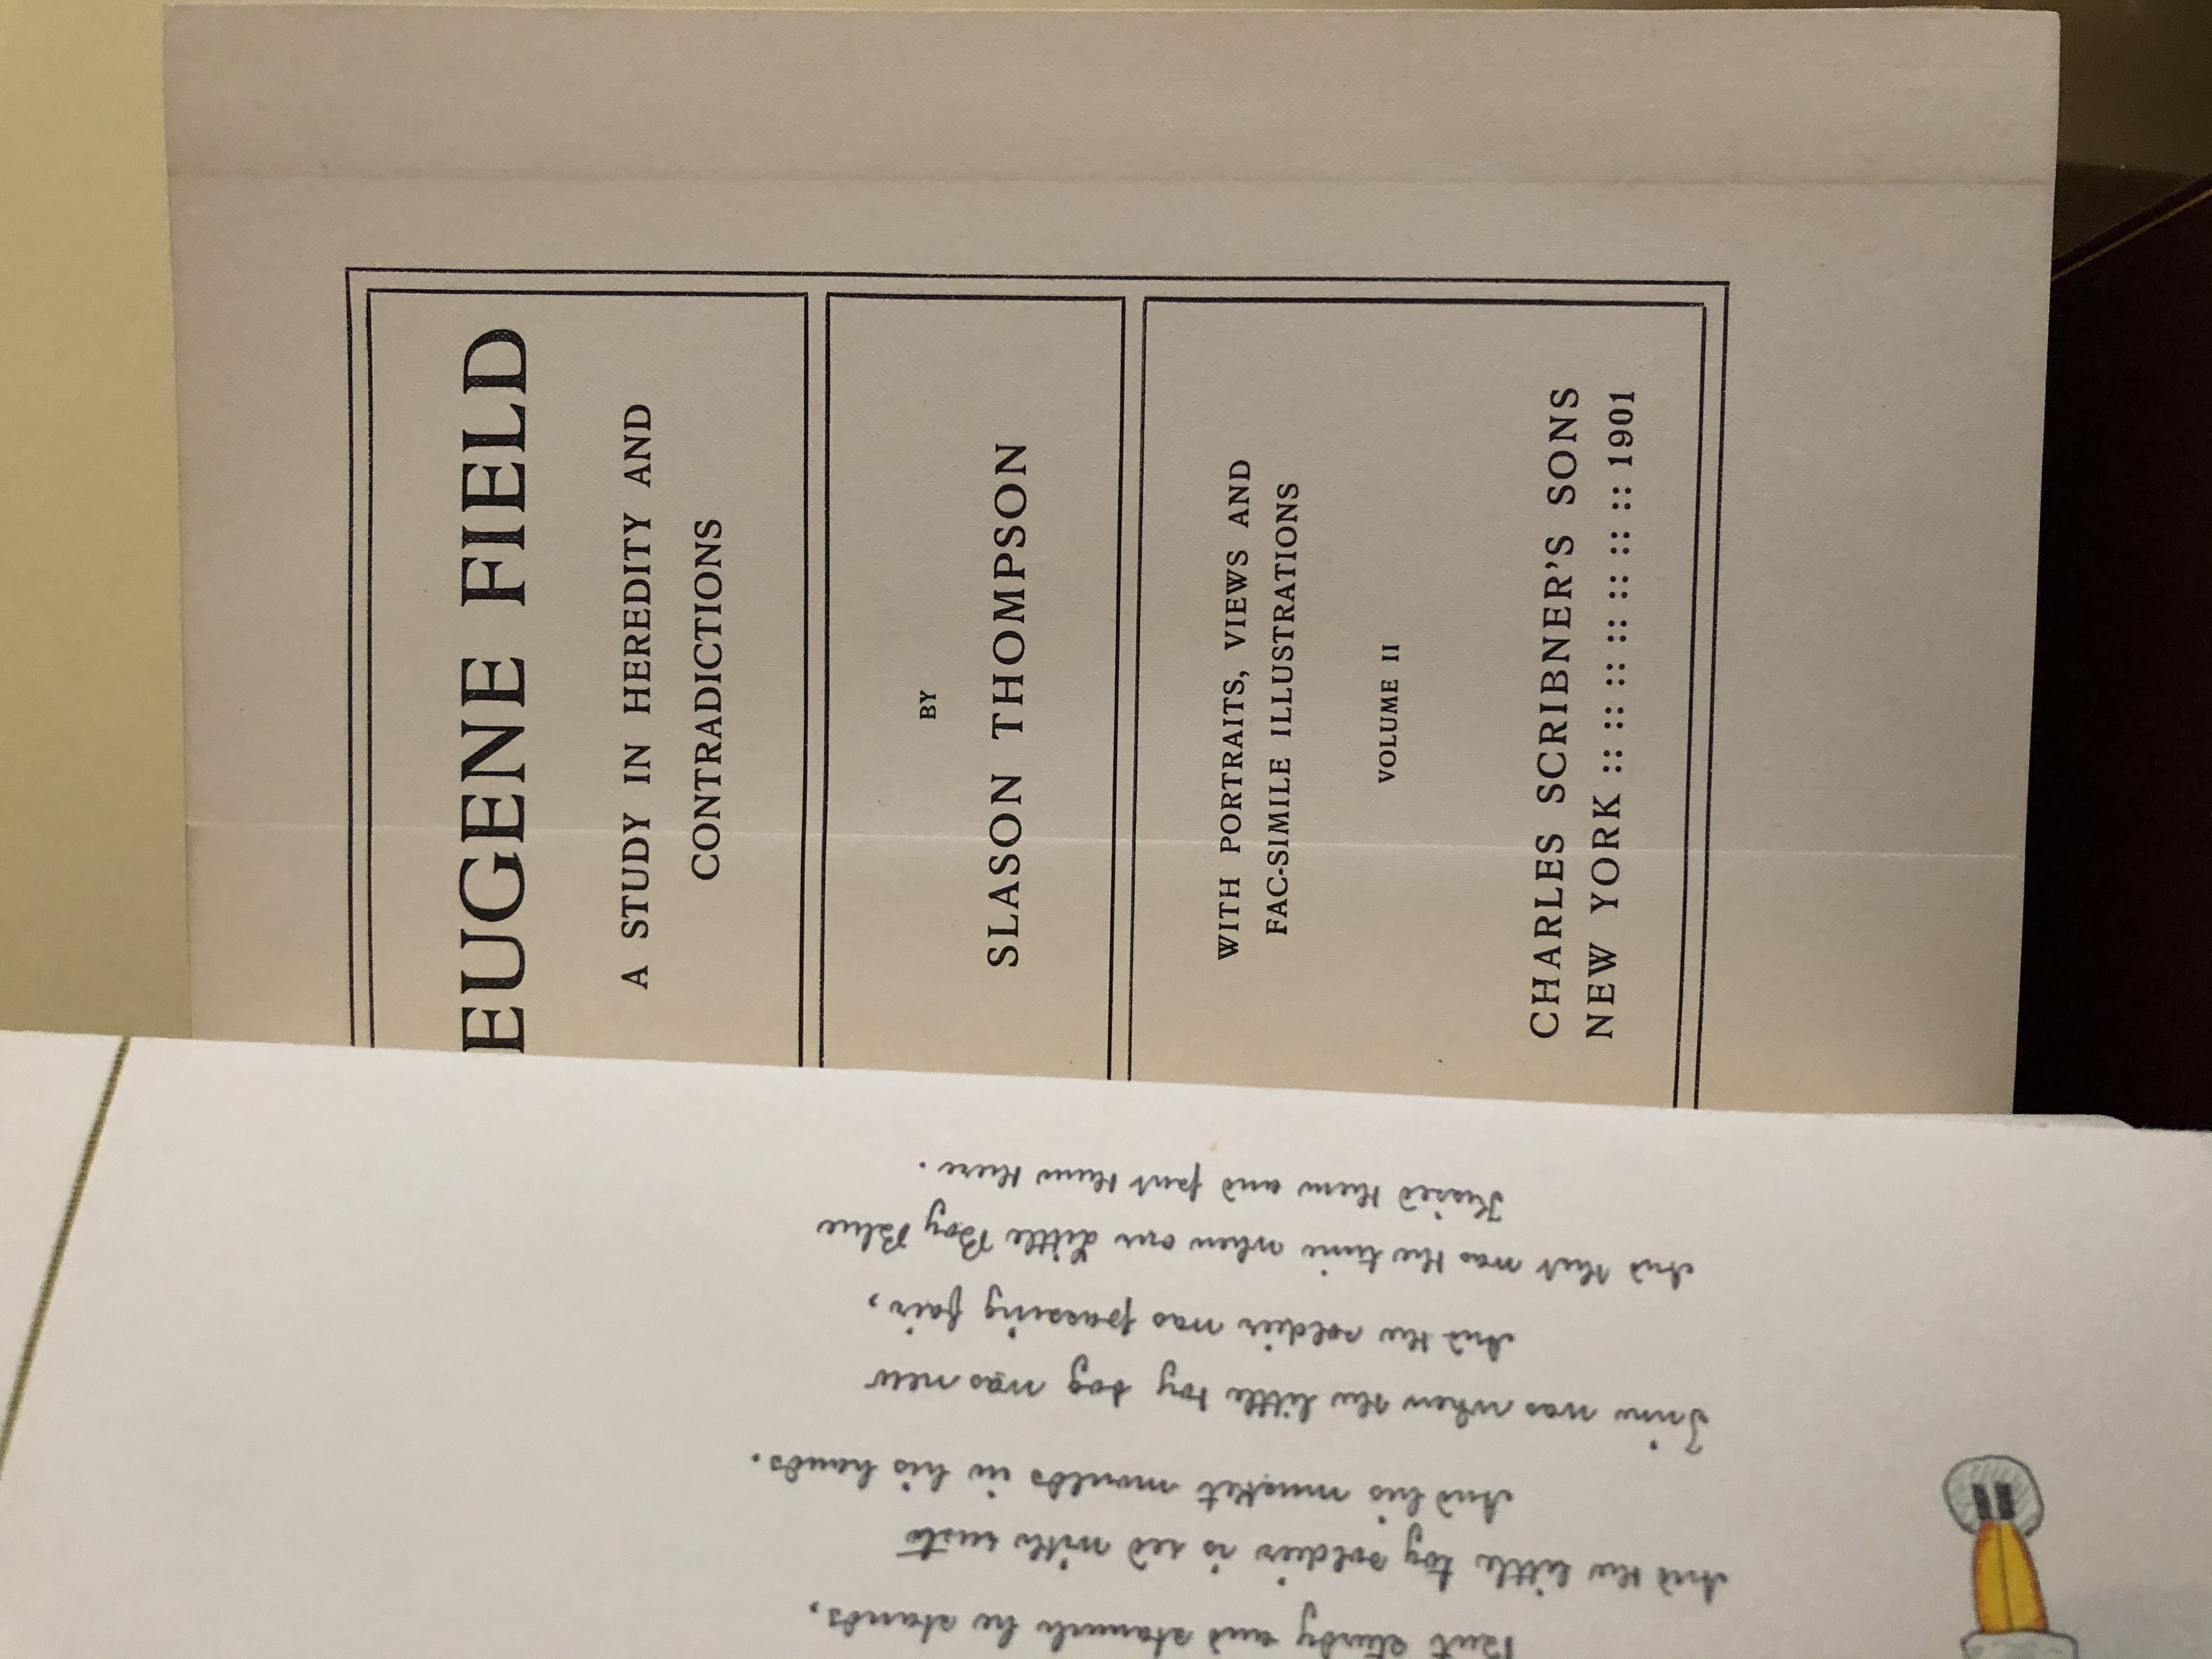 EUGENE FIELD
A STUDY IN HEREDITY AND
CONTRADICTIONS
BY
SLASON THOMPSON
WITH PORTRAITS, VIEWS AND
FAC-SIMILE ILLUSTRATIONS
VOLUME II
CHARLES SCRIBNER'S SONS
NEW YORK :: :: :: :: :: :: :: 1901
But sturdy and staunch he stands,
And the little toy soldier is red with rust
And his musket moulds in his hands.
Time was when the little toy dog was new
And the soldier was passing fair,
And that was the time when our Little Boy Blue
Kissed them and put them there.